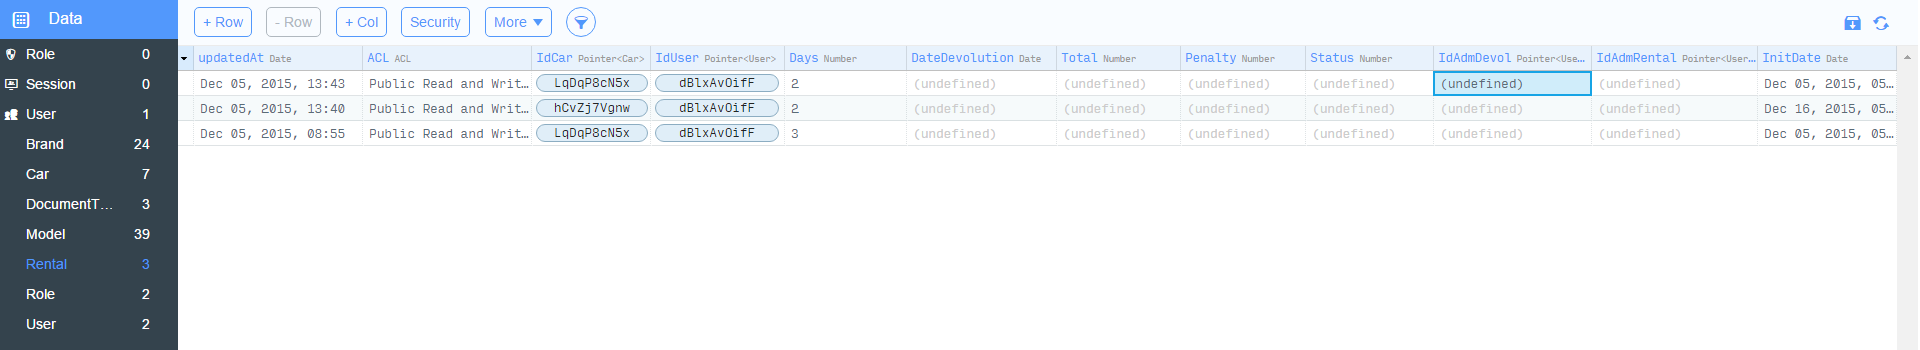 Data
+ Row - Row + Col Security More
Role 0
Session 0
User 1
Brand 24
Car 7
DocumentT... 3
Model 39
Rental 3
Role 2
User 2
updatedAt Date ACL ACL IdCar Pointer<Car> IdUser Pointer<User> Days Number DateDevolution Date Total Number Penalty Number Status Number IdAdmDevol Pointer<Use... IdAdmRental Pointer<User... InitDate Date
Dec 05, 2015, 13:43 Public Read and Writ... LqDqP8cN5x dBlxAvOifF 2 (undefined) (undefined) (undefined) (undefined) (undefined) (undefined) Dec 05, 2015, 05...
Dec 05, 2015, 13:40 Public Read and Writ... hCvZj7Vgnw dBlxAvOifF 2 (undefined) (undefined) (undefined) (undefined) (undefined) (undefined) Dec 16, 2015, 05...
Dec 05, 2015, 08:55 Public Read and Writ... LqDqP8cN5x dBlxAvOifF 3 (undefined) (undefined) (undefined) (undefined) (undefined) (undefined) Dec 05, 2015, 05...